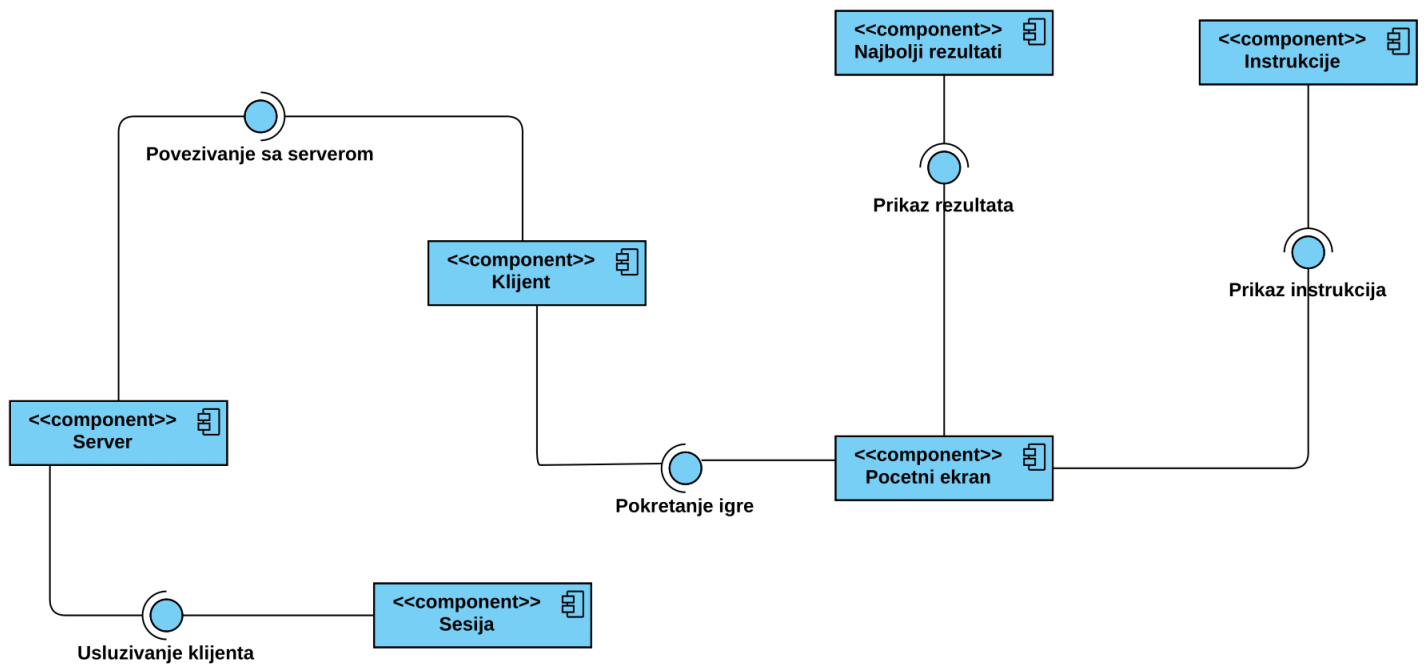 <<component>>
Najbolji rezultati
<<component>>
Instrukcije
Povezivanje sa serverom
Prikaz rezultata
<<component>>
Klijent
Prikaz instrukcija
<<component>>
Server
<<component>>
Pocetni ekran
Pokretanje igre
<<component>>
Sesija
Usluzivanje klijenta